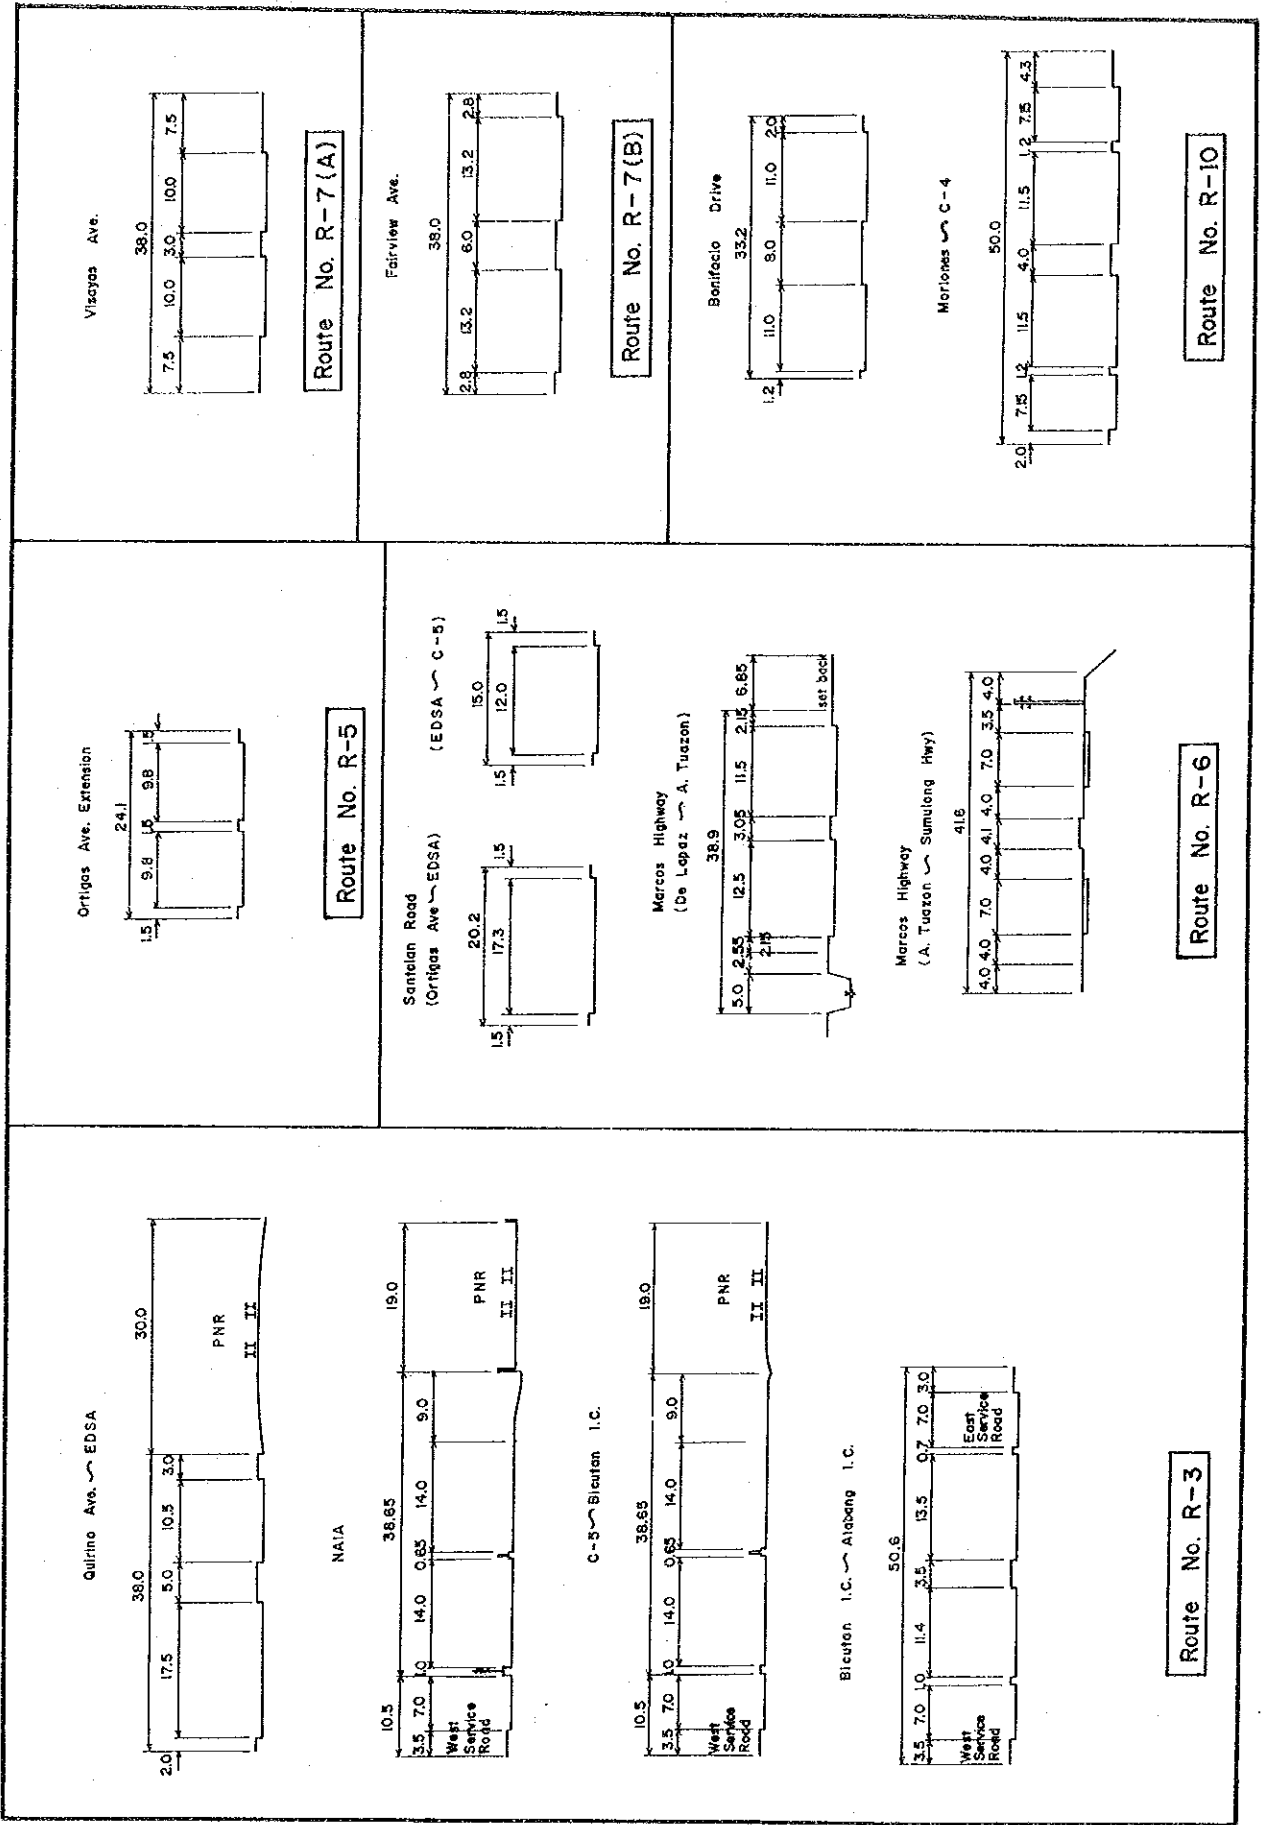 Quirino Ave. ~ EDSA
38.0 30.0
2.0 17.5 5.0 10.5 3.0
PNR
NAIA
10.5 38.65 19.0
3.5 7.0 1.0 14.0 0.65 14.0 9.0
West
Service
Road
PNR
C-5 ~ Bicutan I.C.
10.5 38.65 19.0
3.5 7.0 1.0 14.0 0.65 14.0 9.0
West
Service
Road
PNR
Bicutan I.C. ~ Alabang I.C.
50.6
3.5 7.0 1.0 11.4 3.5 13.5 0.7 7.0 3.0
West
Service
Road
East
Service
Road
Route No. R-3
Ortigas Ave. Extension
24.1
1.5 9.8 1.5 9.8 1.5
Route No. R-5
Santolan Road
(Ortigas Ave ~ EDSA)
20.2
1.5 17.3 1.5
(EDSA ~ C-5)
15.0
1.5 12.0 1.5
Marcos Highway
(De Lapaz ~ A. Tuazon)
38.9
5.0 2.55 2.15 12.5 3.05 11.5 2.15 6.85
set back
Marcos Highway
(A. Tuazon ~ Sumulong Hwy)
41.6
4.0 4.0 7.0 4.0 4.1 4.0 7.0 3.5 4.0
Route No. R-6
Visayas Ave.
38.0
7.5 10.0 3.0 10.0 7.5
Route No. R-7(A)
Fairview Ave.
38.0
2.8 13.2 6.0 13.2 2.8
Route No. R-7(B)
Bonifacio Drive
33.2
1.2 11.0 8.0 11.0 2.0
Moriones ~ C-4
50.0
2.0 7.15 1.2 11.5 4.0 11.5 1.2 7.15 4.3
Route No. R-10